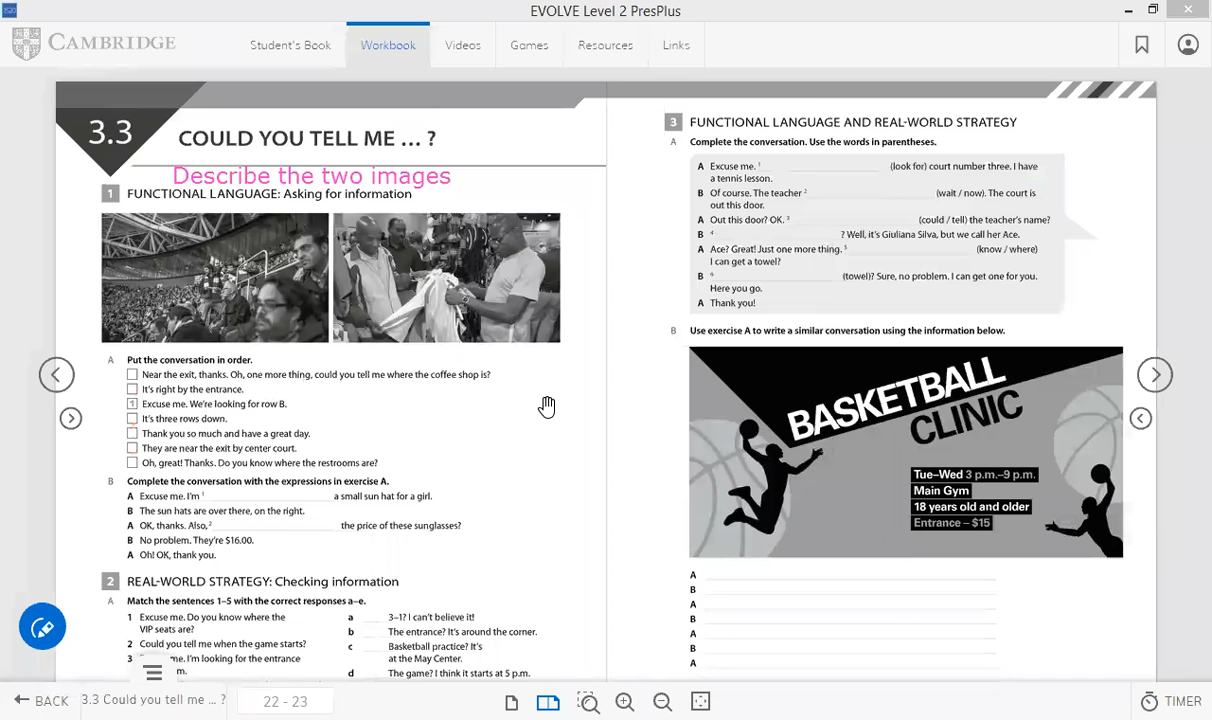 EVOLVE Level 2 PresPlus
CAMBRIDGE
Student's Book
Workbook
Videos
Games
Resources
Links
3.3
COULD YOU TELL ME … ?
Describe the two images
1 FUNCTIONAL LANGUAGE: Asking for information
A Put the conversation in order.
Near the exit, thanks. Oh, one more thing, could you tell me where the coffee shop is?
It's right by the entrance.
1 Excuse me. We're looking for row B.
It's three rows down.
Thank you so much and have a great day.
They are near the exit by center court.
Oh, great! Thanks. Do you know where the restrooms are?
B Complete the conversation with the expressions in exercise A.
A Excuse me. I'm 1 a small sun hat for a girl.
B The sun hats are over there, on the right.
A OK, thanks. Also, 2 the price of these sunglasses?
B No problem. They're $16.00.
A Oh! OK, thank you.
2 REAL-WORLD STRATEGY: Checking information
A Match the sentences 1–5 with the correct responses a–e.
1 Excuse me. Do you know where the
VIP seats are?
2 Could you tell me when the game starts?
3 me. I'm looking for the entrance
m.
a 3–1? I can't believe it!
b The entrance? It's around the corner.
c Basketball practice? It's
at the May Center.
d The game? I think it starts at 5 p.m.
3 FUNCTIONAL LANGUAGE AND REAL-WORLD STRATEGY
A Complete the conversation. Use the words in parentheses.
A Excuse me. 1 (look for) court number three. I have
a tennis lesson.
B Of course. The teacher 2 (wait / now). The court is
out this door.
A Out this door? OK. 3 (could / tell) the teacher's name?
B 4 ? Well, it's Giuliana Silva, but we call her Ace.
A Ace? Great! Just one more thing. 5 (know / where)
I can get a towel?
B 6 (towel)? Sure, no problem. I can get one for you.
Here you go.
A Thank you!
B Use exercise A to write a similar conversation using the information below.
BASKETBALL
CLINIC
Tue–Wed 3 p.m.–9 p.m.
Main Gym
18 years old and older
Entrance – $15
A
B
A
B
A
B
A
BACK
3.3 Could you tell me ... ?
22 - 23
TIMER